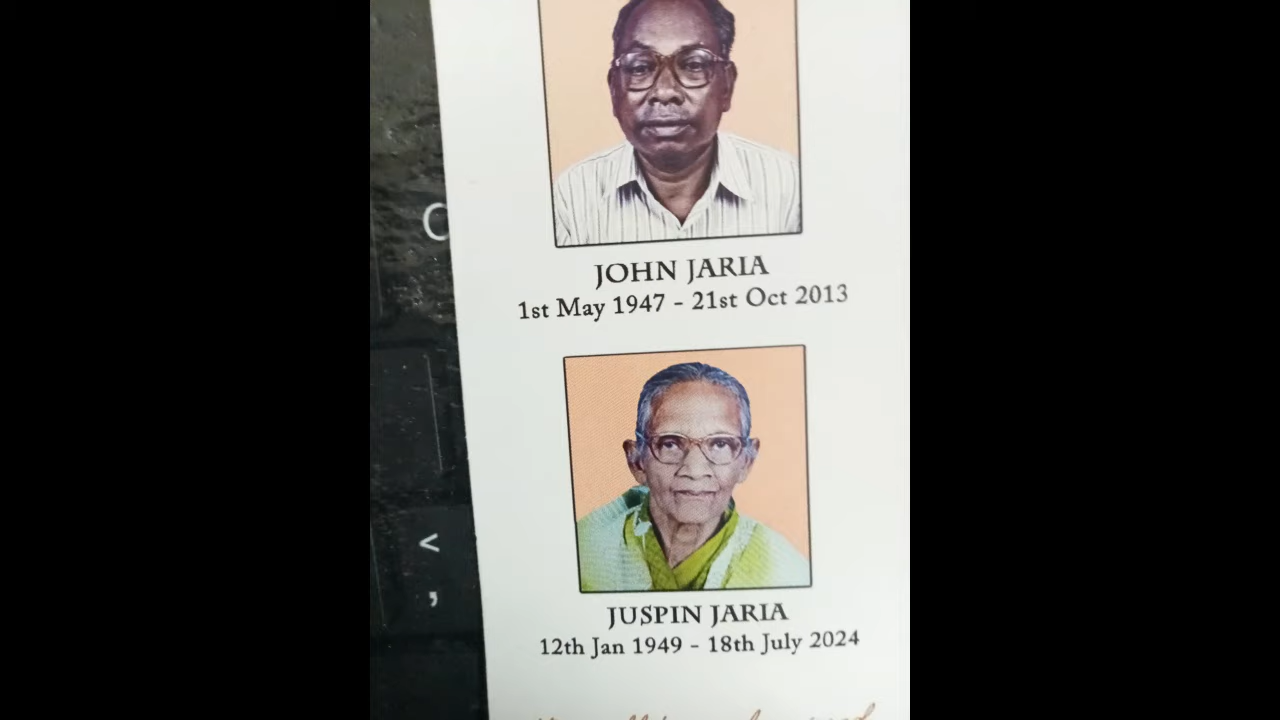 C
JOHN JARIA
1st May 1947 - 21st Oct 2013
<
,
JUSPIN JARIA
12th Jan 1949 - 18th July 2024